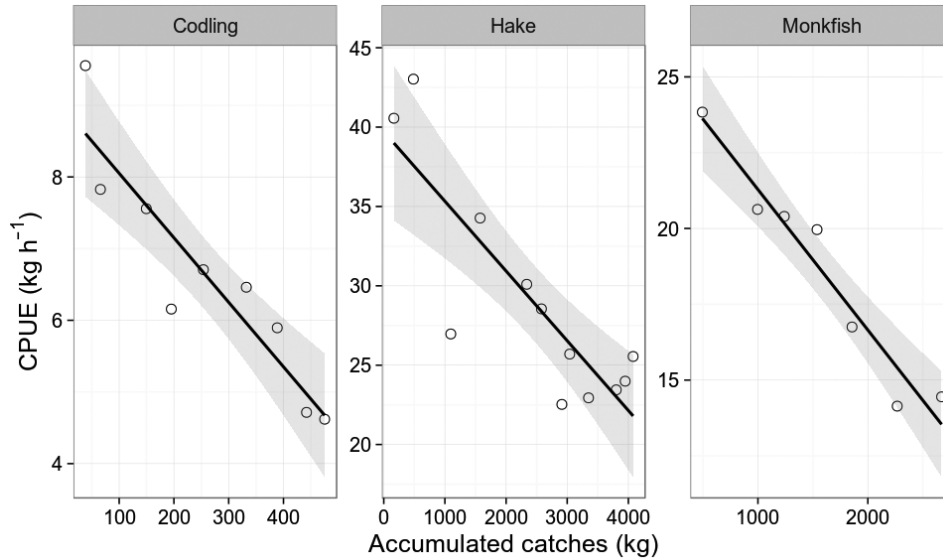 Codling
Hake
Monkfish
CPUE (kg h⁻¹)
8
6
4
45
40
35
30
25
20
25
20
15
100 200 300 400
0 1000 2000 3000 4000
1000 2000
Accumulated catches (kg)